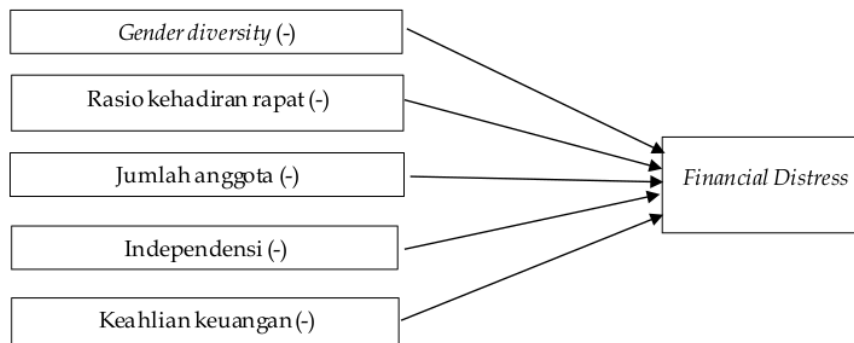 Gender diversity (-)
Rasio kehadiran rapat (-)
Jumlah anggota (-)
Financial Distress
Independensi (-)
Keahlian keuangan (-)